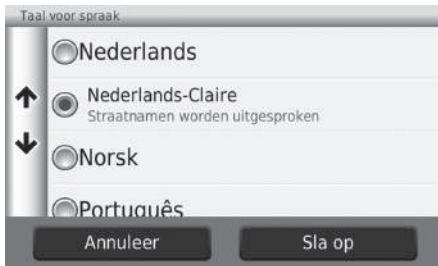 Taal voor spraak
Nederlands
Nederlands-Claire
Straatnamen worden uitgesproken
Norsk
Português
Annuleer
Sla op